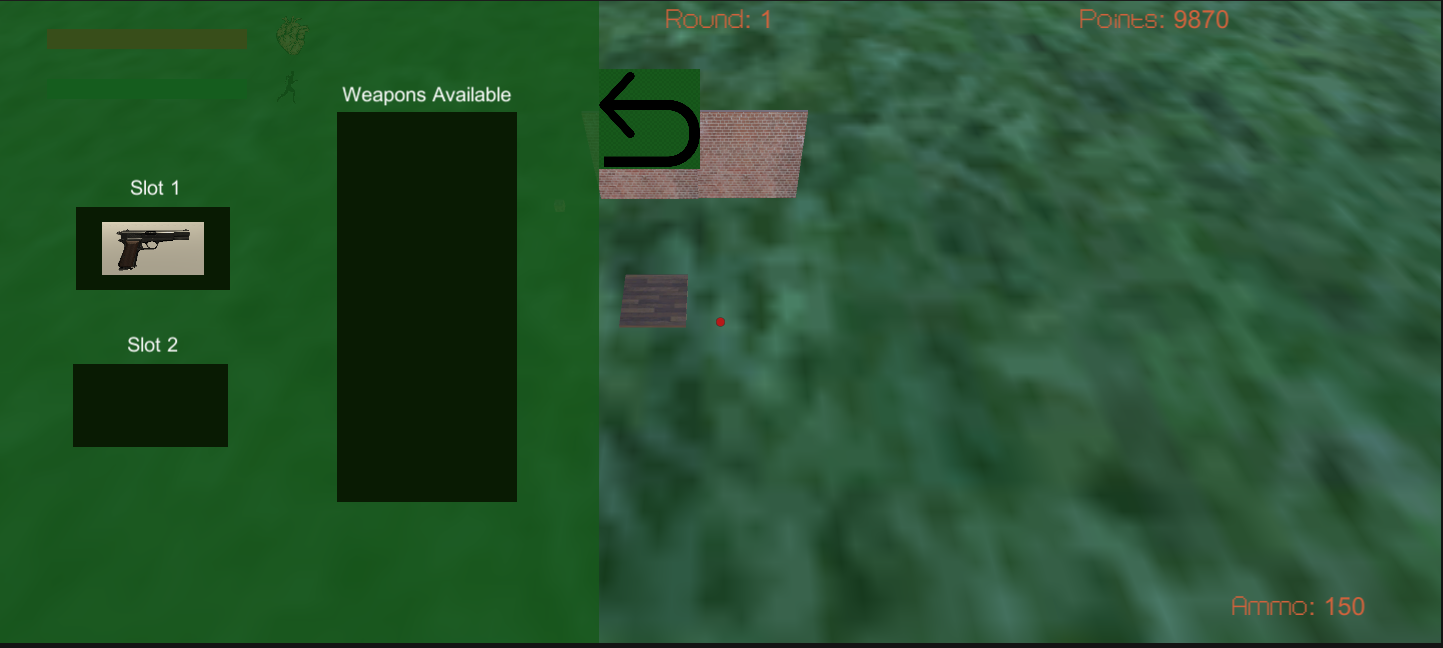 Round: 1
Points: 9870
Weapons Available
Slot 1
Slot 2
Ammo: 150